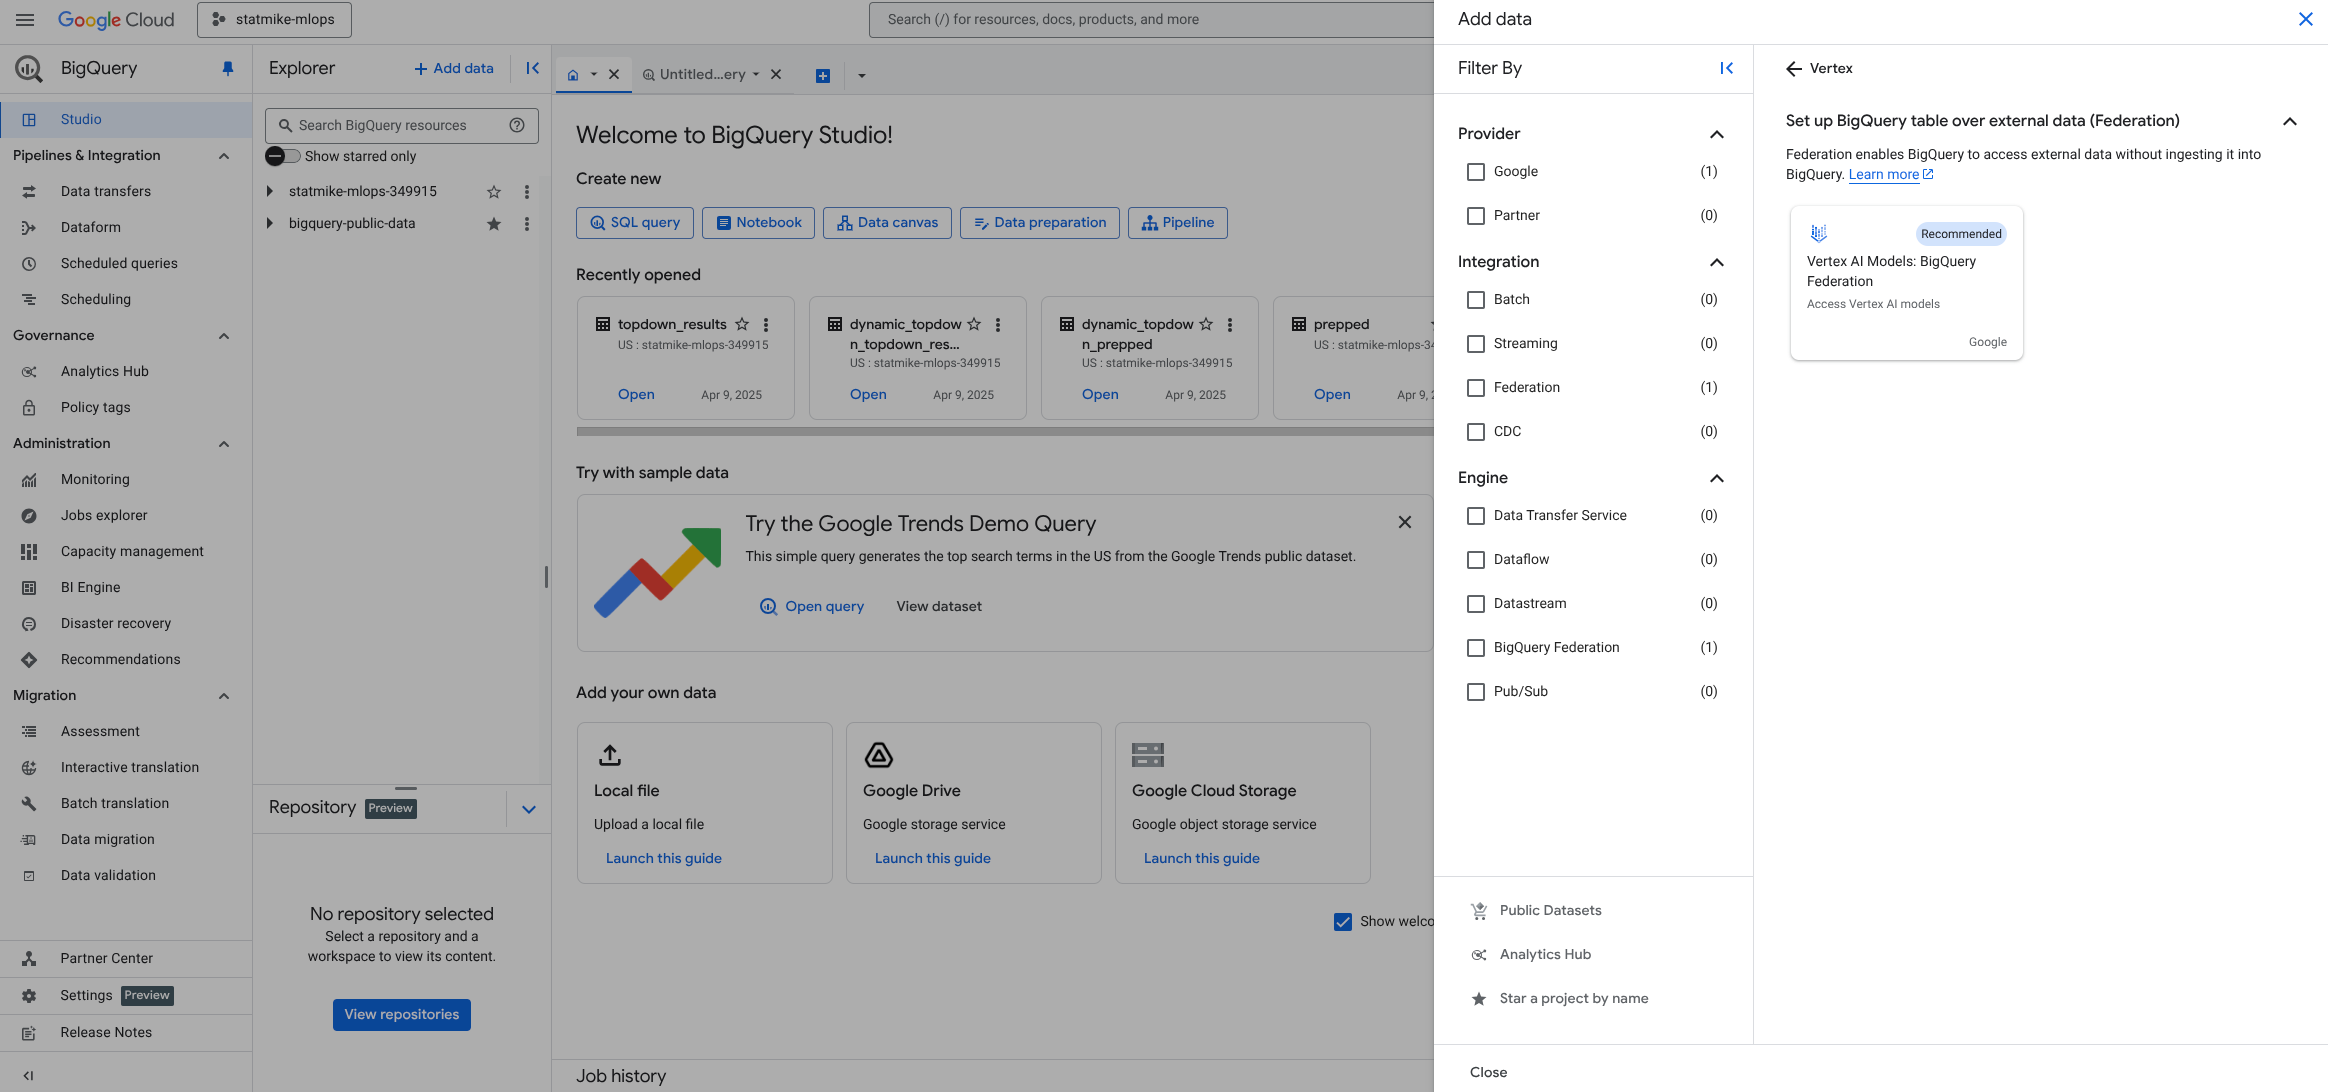 Google Cloud
statmike-mlops
Search (/) for resources, docs, products, and more
BigQuery
Studio
Pipelines & Integration
Data transfers
Dataform
Scheduled queries
Scheduling
Governance
Analytics Hub
Policy tags
Administration
Monitoring
Jobs explorer
Capacity management
BI Engine
Disaster recovery
Recommendations
Migration
Assessment
Interactive translation
Batch translation
Data migration
Data validation
Partner Center
Settings Preview
Release Notes
Explorer
+ Add data
Search BigQuery resources
Show starred only
statmike-mlops-349915
bigquery-public-data
Repository Preview
No repository selected
Select a repository and a
workspace to view its content.
View repositories
Untitled...ery
Welcome to BigQuery Studio!
Create new
SQL query
Notebook
Data canvas
Data preparation
Pipeline
Recently opened
topdown_results
US : statmike-mlops-349915
Open
Apr 9, 2025
dynamic_topdow
n_topdown_res...
US : statmike-mlops-349915
Open
Apr 9, 2025
dynamic_topdow
n_prepped
US : statmike-mlops-349915
Open
Apr 9, 2025
prepped
US : statmike-mlops-34
Open
Apr 9, 2
Try with sample data
Try the Google Trends Demo Query
This simple query generates the top search terms in the US from the Google Trends public dataset.
Open query
View dataset
Add your own data
Local file
Upload a local file
Launch this guide
Google Drive
Google storage service
Launch this guide
Google Cloud Storage
Google object storage service
Launch this guide
Show welco
Job history
Add data
Filter By
Provider
Google (1)
Partner (0)
Integration
Batch (0)
Streaming (0)
Federation (1)
CDC (0)
Engine
Data Transfer Service (0)
Dataflow (0)
Datastream (0)
BigQuery Federation (1)
Pub/Sub (0)
Public Datasets
Analytics Hub
Star a project by name
Close
Vertex
Set up BigQuery table over external data (Federation)
Federation enables BigQuery to access external data without ingesting it into
BigQuery. Learn more
Recommended
Vertex AI Models: BigQuery
Federation
Access Vertex AI models
Google